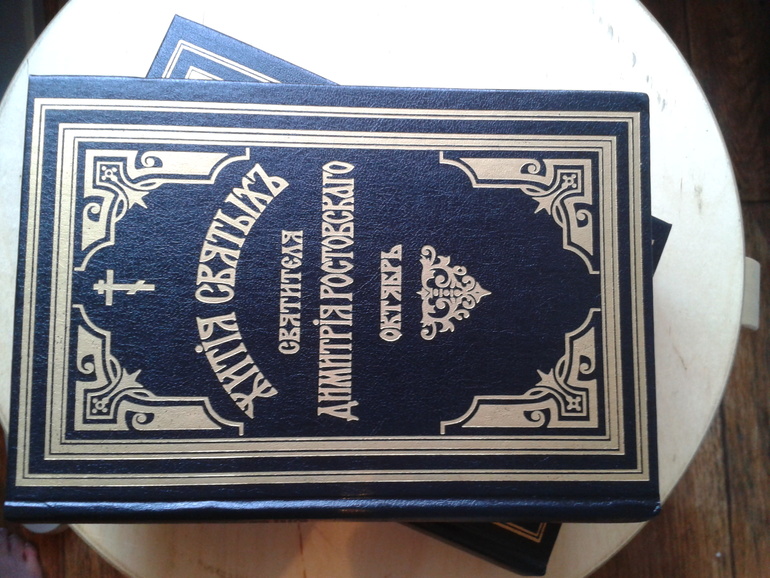 ЖИТІЯ СВЯТЫХЪ
СВЯТИТЕЛЯ
ДИМИТРІЯ РОСТОВСКАГО
ОКТЯБРЬ